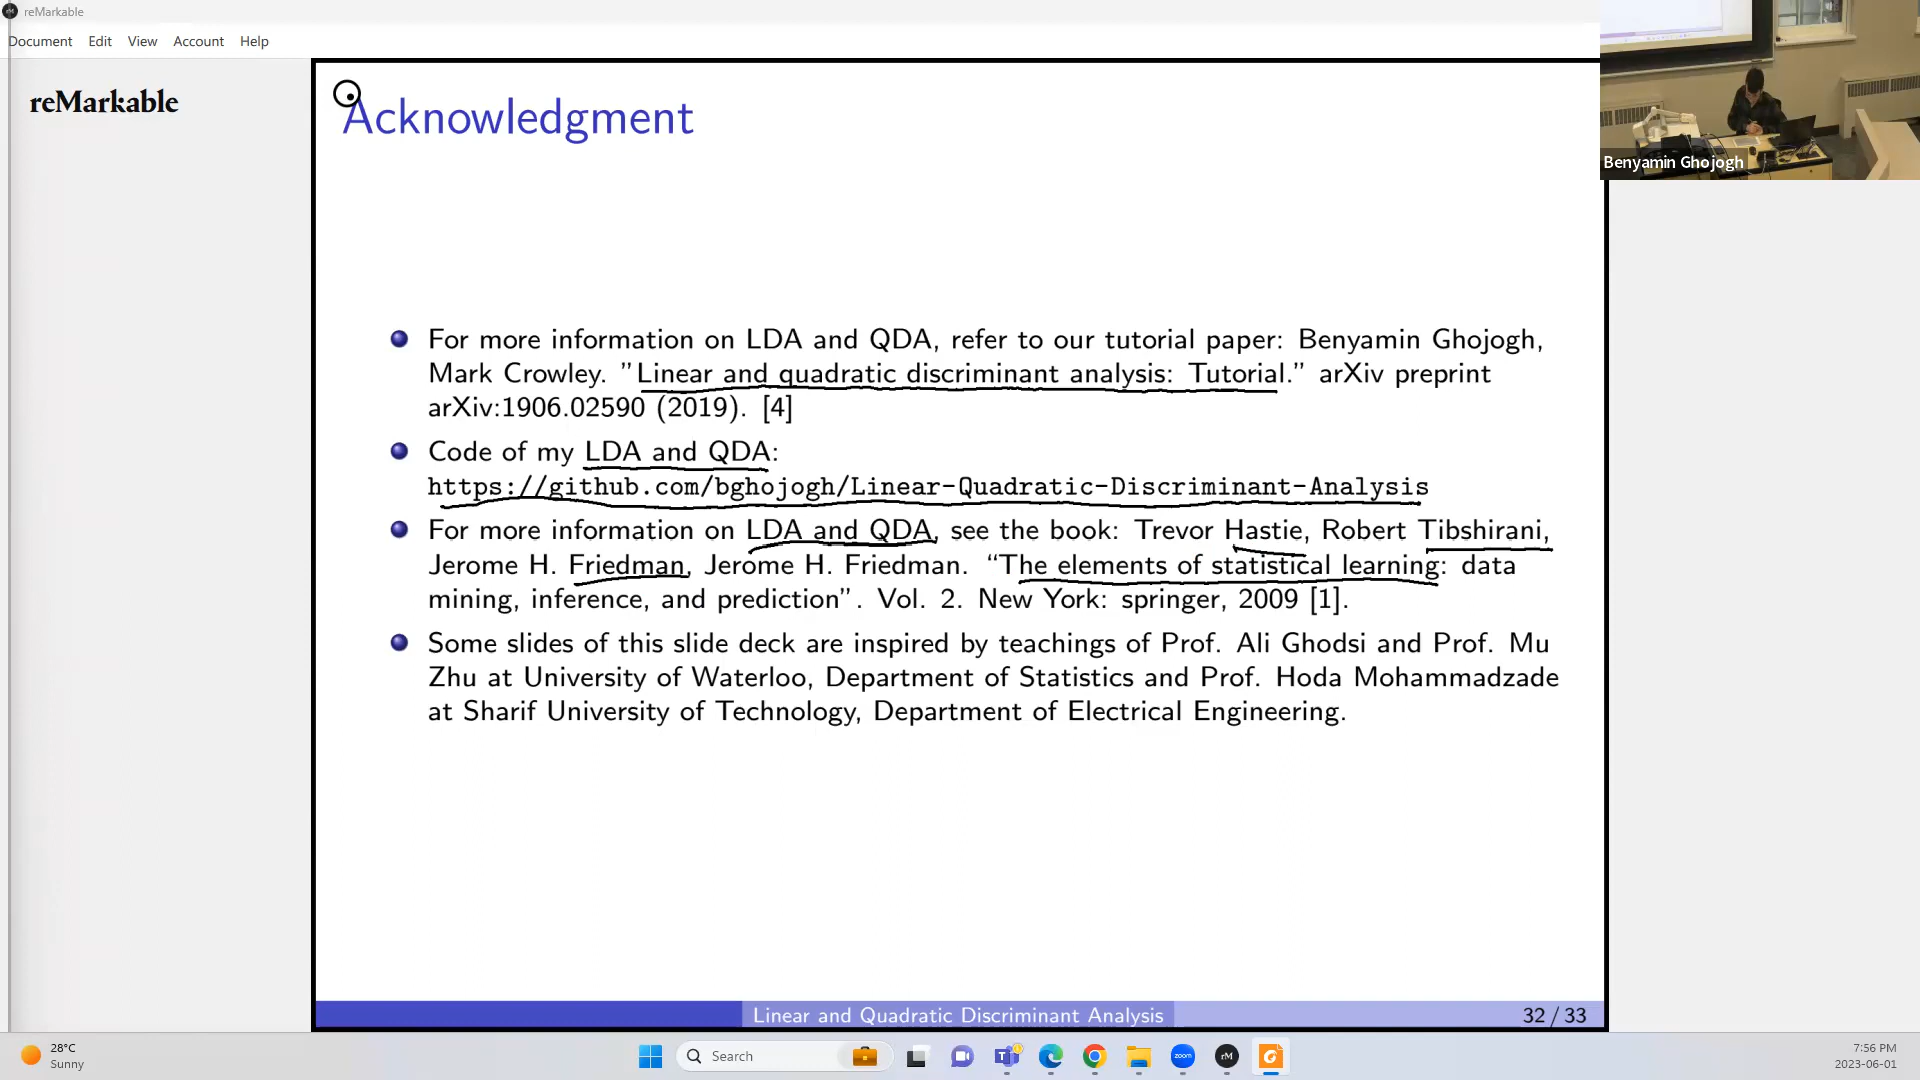 reMarkable
Document Edit View Account Help
reMarkable
Benyamin Ghojogh
Acknowledgment
For more information on LDA and QDA, refer to our tutorial paper: Benyamin Ghojogh,
Mark Crowley. ”Linear and quadratic discriminant analysis: Tutorial.” arXiv preprint
arXiv:1906.02590 (2019). [4]
Code of my LDA and QDA:
https://github.com/bghojogh/Linear-Quadratic-Discriminant-Analysis
For more information on LDA and QDA, see the book: Trevor Hastie, Robert Tibshirani,
Jerome H. Friedman, Jerome H. Friedman. “The elements of statistical learning: data
mining, inference, and prediction”. Vol. 2. New York: springer, 2009 [1].
Some slides of this slide deck are inspired by teachings of Prof. Ali Ghodsi and Prof. Mu
Zhu at University of Waterloo, Department of Statistics and Prof. Hoda Mohammadzade
at Sharif University of Technology, Department of Electrical Engineering.
Linear and Quadratic Discriminant Analysis 32 / 33
28°C
Sunny
Search
zoom
rM
7:56 PM
2023-06-01